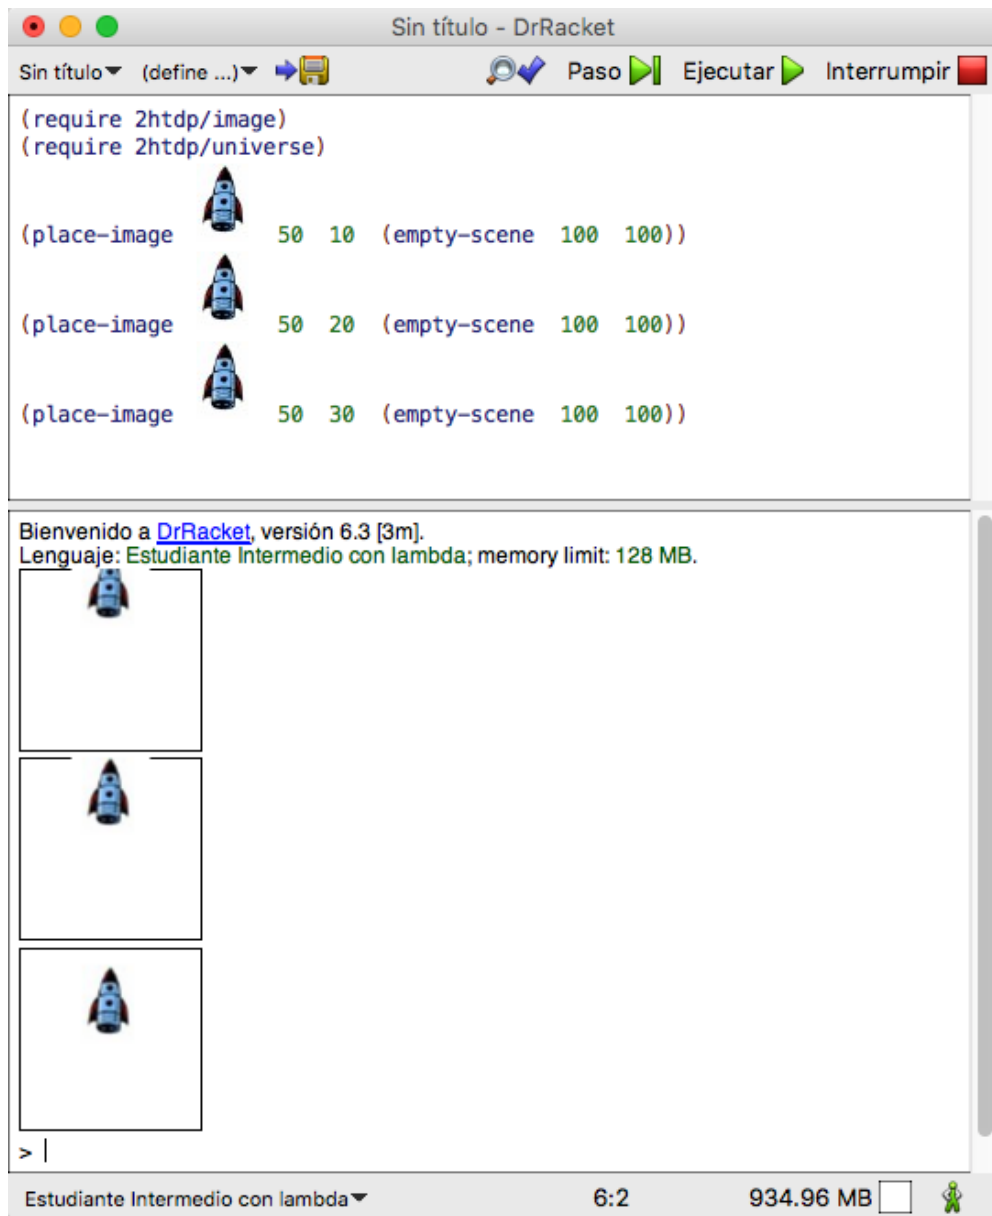 Sin título - DrRacket
Sin título (define ...) Paso Ejecutar Interrumpir
(require 2htdp/image)
(require 2htdp/universe)
(place-image 50 10 (empty-scene 100 100))
(place-image 50 20 (empty-scene 100 100))
(place-image 50 30 (empty-scene 100 100))
Bienvenido a DrRacket, versión 6.3 [3m].
Lenguaje: Estudiante Intermedio con lambda; memory limit: 128 MB.
>
Estudiante Intermedio con lambda 6:2 934.96 MB